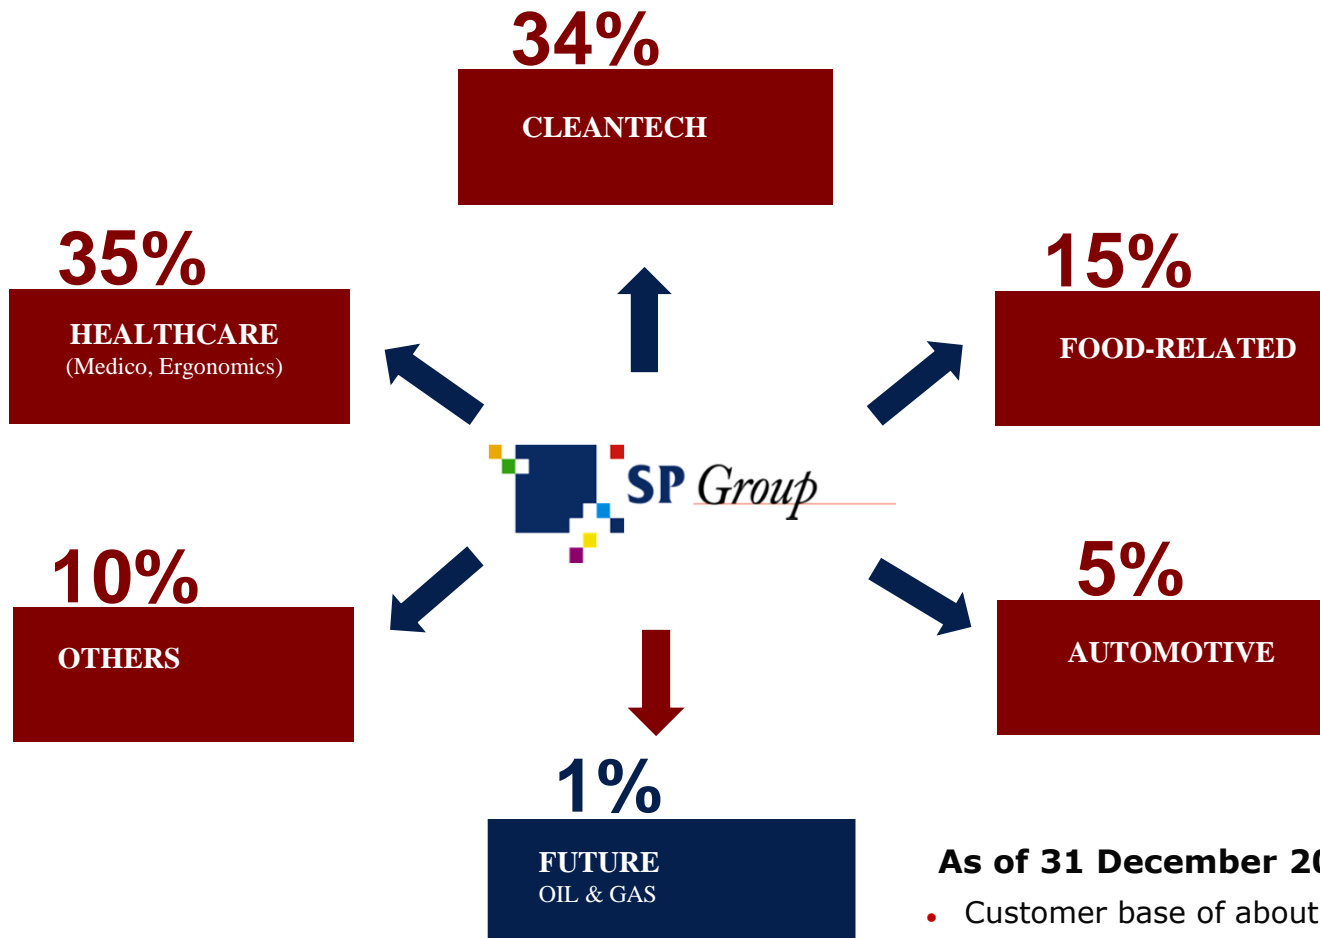 34%
CLEANTECH
35%
HEALTHCARE
(Medico, Ergonomics)
15%
FOOD-RELATED
SP Group
10%
OTHERS
5%
AUTOMOTIVE
1%
FUTURE
OIL & GAS
As of 31 December
• Customer base of about